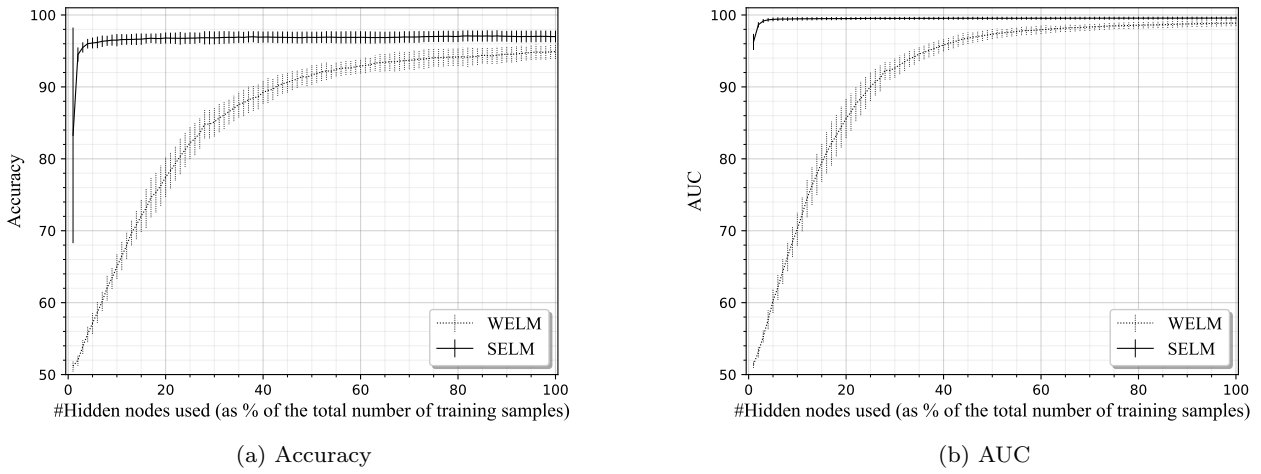 100
90
80
70
60
50
Accuracy
0 20 40 60 80 100
#Hidden nodes used (as % of the total number of training samples)
WELM
SELM
(a) Accuracy
100
90
80
70
60
50
AUC
0 20 40 60 80 100
#Hidden nodes used (as % of the total number of training samples)
WELM
SELM
(b) AUC